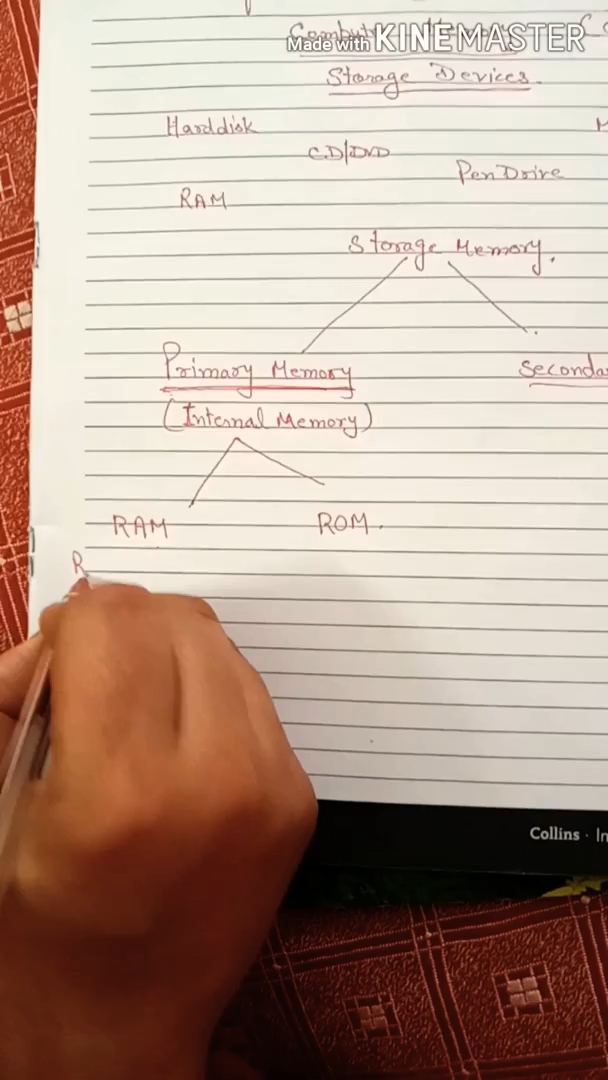 Made with KINEMASTER
Storage Devices.
Harddisk
CD/DVD
Pen Drive
RAM
Storage Memory.
Primary Memory
(Internal Memory)
RAM
ROM.
R
Collins ·